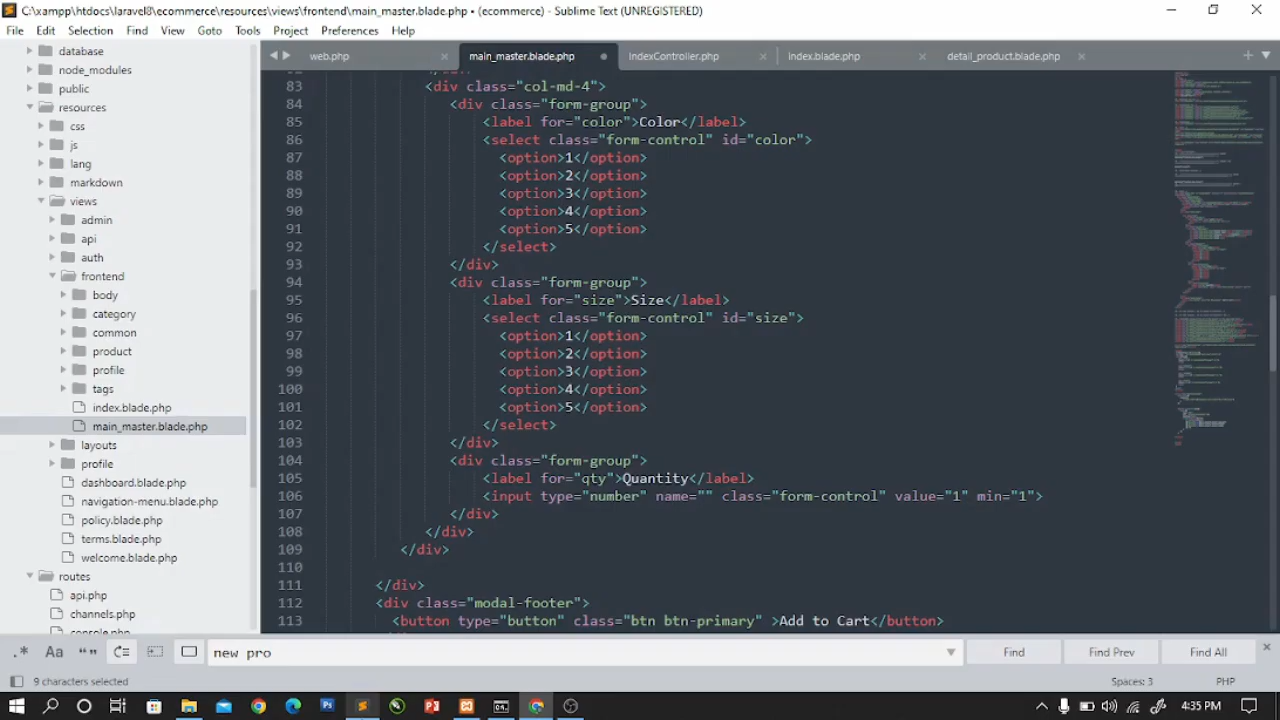 C:\xampp\htdocs\laravel8\ecommerce\resources\views\frontend\main_master.blade.php • (ecommerce) - Sublime Text (UNREGISTERED)
File Edit Selection Find View Goto Tools Project Preferences Help
database
node_modules
public
resources
css
js
lang
markdown
views
admin
api
auth
frontend
body
category
common
product
profile
tags
index.blade.php
main_master.blade.php
layouts
profile
dashboard.blade.php
navigation-menu.blade.php
policy.blade.php
terms.blade.php
welcome.blade.php
routes
api.php
channels.php
console.php
web.php main_master.blade.php IndexController.php index.blade.php detail_product.blade.php
83 <div class="col-md-4">
84 <div class="form-group">
85 <label for="color">Color</label>
86 <select class="form-control" id="color">
87 <option>1</option>
88 <option>2</option>
89 <option>3</option>
90 <option>4</option>
91 <option>5</option>
92 </select>
93 </div>
94 <div class="form-group">
95 <label for="size">Size</label>
96 <select class="form-control" id="size">
97 <option>1</option>
98 <option>2</option>
99 <option>3</option>
100 <option>4</option>
101 <option>5</option>
102 </select>
103 </div>
104 <div class="form-group">
105 <label for="qty">Quantity</label>
106 <input type="number" name="" class="form-control" value="1" min="1">
107 </div>
108 </div>
109 </div>
110
111 </div>
112 <div class="modal-footer">
113 <button type="button" class="btn btn-primary" >Add to Cart</button>
.* Aa “” new pro Find Find Prev Find All
9 characters selected Spaces: 3 PHP
4:35 PM